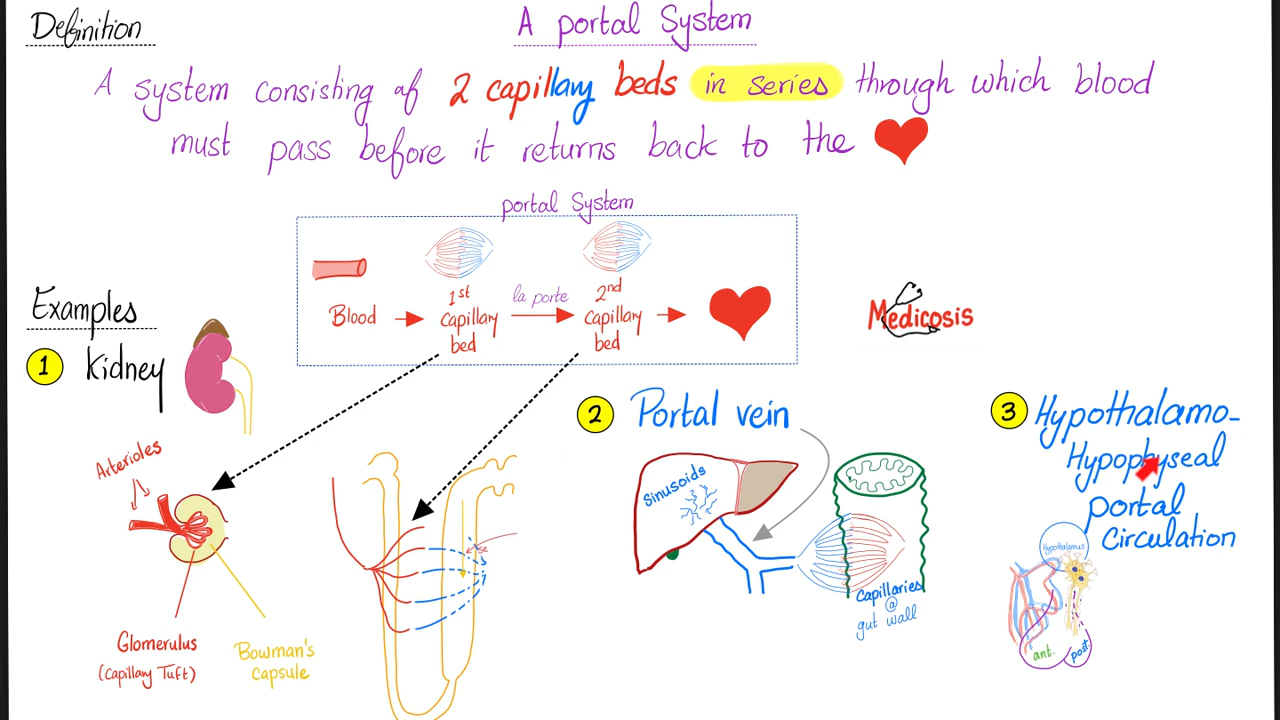 Definition
A portal System
A system consisting of 2 capillary beds in series through which blood
must pass before it returns back to the
portal System
Blood
1st
Capillary
bed
la porte
2nd
Capillary
bed
Medicosis
Examples
1 Kidney
Arterioles
Glomerulus
(Capillary Tuft)
Bowman's
Capsule
2 Portal vein
Sinusoids
Capillaries
@
gut wall
3 Hypothalamo-
Hypophyseal
portal
Circulation
Hypothalamus
ant.
post